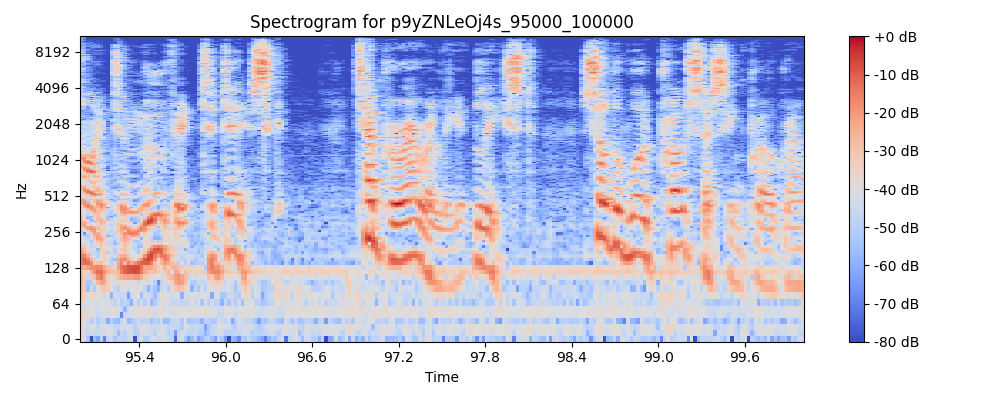 Spectrogram for p9yZNLeOj4s_95000_100000
8192
4096
2048
1024
512
256
128
64
0
Hz
95.4 96.0 96.6 97.2 97.8 98.4 99.0 99.6
Time
+0 dB
-10 dB
-20 dB
-30 dB
-40 dB
-50 dB
-60 dB
-70 dB
-80 dB